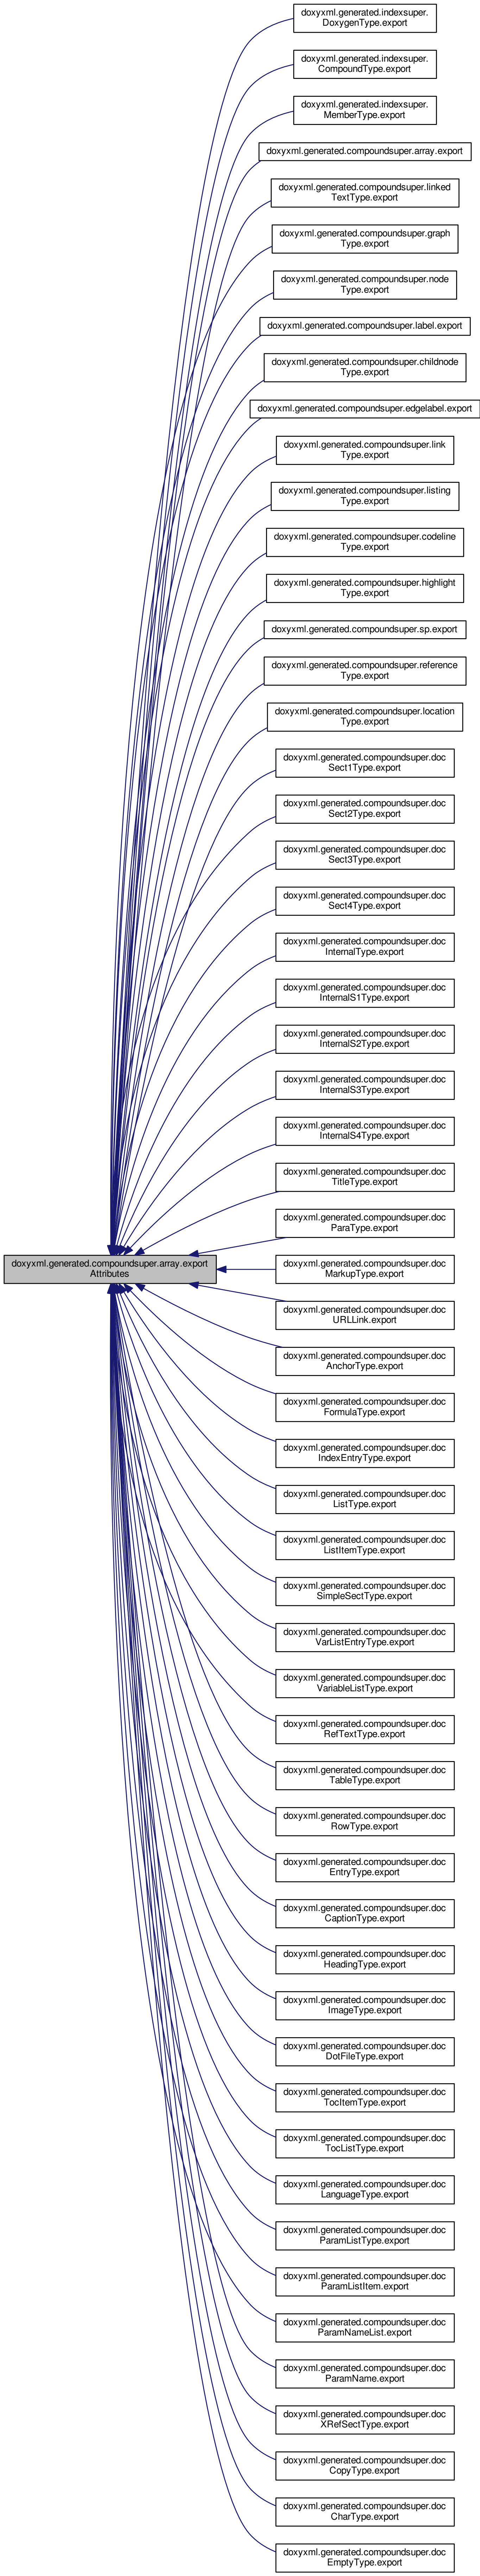 doxyxml.generated.indexsuper.
DoxygenType.export
doxyxml.generated.indexsuper.
CompoundType.export
doxyxml.generated.indexsuper.
MemberType.export
doxyxml.generated.compoundsuper.array.export
doxyxml.generated.compoundsuper.linked
TextType.export
doxyxml.generated.compoundsuper.graph
Type.export
doxyxml.generated.compoundsuper.node
Type.export
doxyxml.generated.compoundsuper.label.export
doxyxml.generated.compoundsuper.childnode
Type.export
doxyxml.generated.compoundsuper.edgelabel.export
doxyxml.generated.compoundsuper.link
Type.export
doxyxml.generated.compoundsuper.listing
Type.export
doxyxml.generated.compoundsuper.codeline
Type.export
doxyxml.generated.compoundsuper.highlight
Type.export
doxyxml.generated.compoundsuper.sp.export
doxyxml.generated.compoundsuper.reference
Type.export
doxyxml.generated.compoundsuper.location
Type.export
doxyxml.generated.compoundsuper.doc
Sect1Type.export
doxyxml.generated.compoundsuper.doc
Sect2Type.export
doxyxml.generated.compoundsuper.doc
Sect3Type.export
doxyxml.generated.compoundsuper.doc
Sect4Type.export
doxyxml.generated.compoundsuper.doc
InternalType.export
doxyxml.generated.compoundsuper.doc
InternalS1Type.export
doxyxml.generated.compoundsuper.doc
InternalS2Type.export
doxyxml.generated.compoundsuper.doc
InternalS3Type.export
doxyxml.generated.compoundsuper.doc
InternalS4Type.export
doxyxml.generated.compoundsuper.doc
TitleType.export
doxyxml.generated.compoundsuper.doc
ParaType.export
doxyxml.generated.compoundsuper.array.export
Attributes
doxyxml.generated.compoundsuper.doc
MarkupType.export
doxyxml.generated.compoundsuper.doc
URLLink.export
doxyxml.generated.compoundsuper.doc
AnchorType.export
doxyxml.generated.compoundsuper.doc
FormulaType.export
doxyxml.generated.compoundsuper.doc
IndexEntryType.export
doxyxml.generated.compoundsuper.doc
ListType.export
doxyxml.generated.compoundsuper.doc
ListItemType.export
doxyxml.generated.compoundsuper.doc
SimpleSectType.export
doxyxml.generated.compoundsuper.doc
VarListEntryType.export
doxyxml.generated.compoundsuper.doc
VariableListType.export
doxyxml.generated.compoundsuper.doc
RefTextType.export
doxyxml.generated.compoundsuper.doc
TableType.export
doxyxml.generated.compoundsuper.doc
RowType.export
doxyxml.generated.compoundsuper.doc
EntryType.export
doxyxml.generated.compoundsuper.doc
CaptionType.export
doxyxml.generated.compoundsuper.doc
HeadingType.export
doxyxml.generated.compoundsuper.doc
ImageType.export
doxyxml.generated.compoundsuper.doc
DotFileType.export
doxyxml.generated.compoundsuper.doc
TocItemType.export
doxyxml.generated.compoundsuper.doc
TocListType.export
doxyxml.generated.compoundsuper.doc
LanguageType.export
doxyxml.generated.compoundsuper.doc
ParamListType.export
doxyxml.generated.compoundsuper.doc
ParamListItem.export
doxyxml.generated.compoundsuper.doc
ParamNameList.export
doxyxml.generated.compoundsuper.doc
ParamName.export
doxyxml.generated.compoundsuper.doc
XRefSectType.export
doxyxml.generated.compoundsuper.doc
CopyType.export
doxyxml.generated.compoundsuper.doc
CharType.export
doxyxml.generated.compoundsuper.doc
EmptyType.export